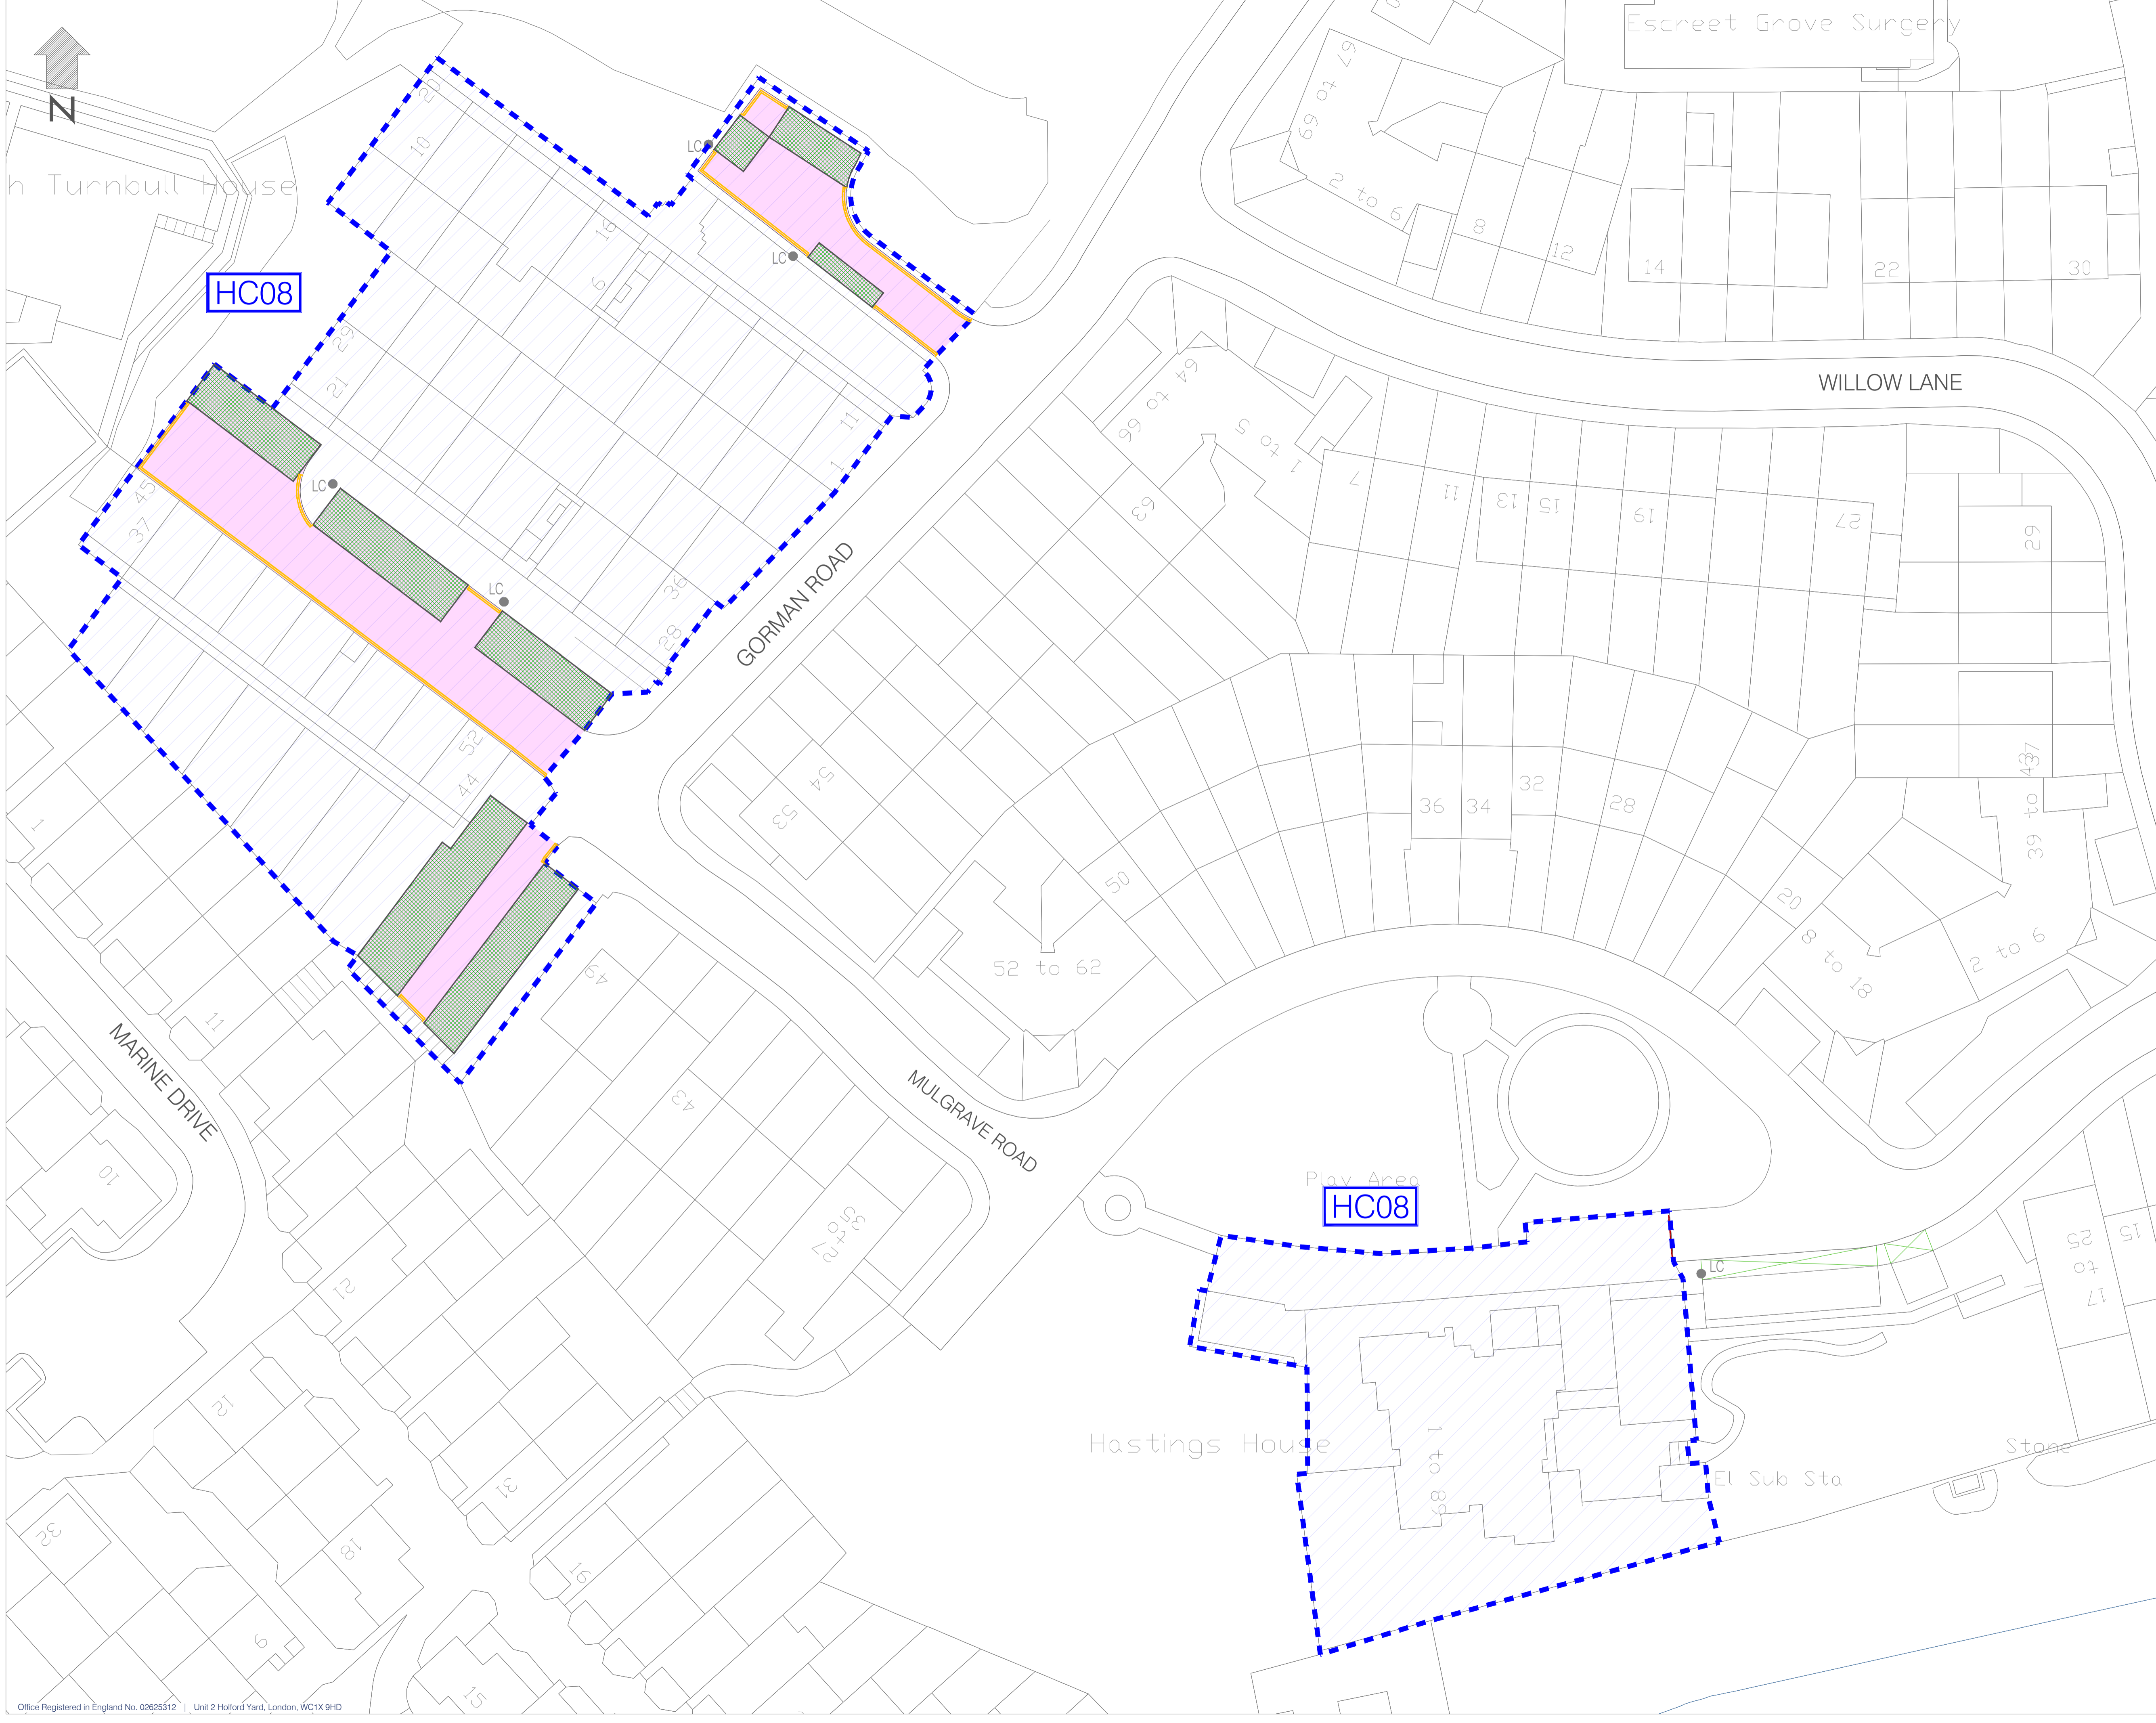 Escreet Grove Surgery
N
20
10
67 to 69
h Turnbull House
LC
2 to 6
8
12
14
22
30
16
6
LC
HC08
29
21
64 to 66
WILLOW LANE
11
1
1 to 5
7
11
13
15
19
27
29
63
LC
45
37
LC
36
28
GORMAN ROAD
52
44
54
53
36
34
32
28
37
43
39 to
1
50
20
8 to 18
2 to 6
52 to 62
49
11
MARINE DRIVE
43
MULGRAVE ROAD
10
35
27 to
Play Area
HC08
LC
25
to
17
15
21
12
Hastings House
1 to 89
Stone
El Sub Sta
31
32
18
16
9
15
Office Registered in England No. 02625312 | Unit 2 Holford Yard, London, WC1X 9HD